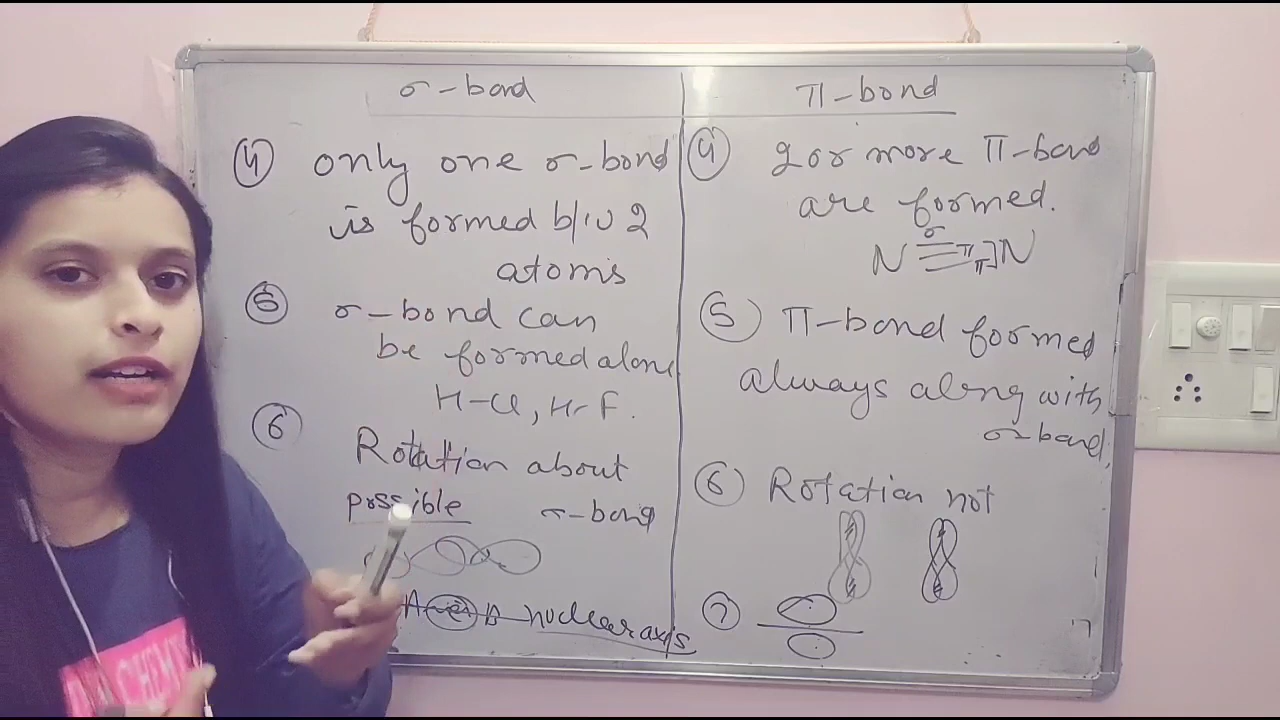 σ-bond
④ only one σ-bond
is formed b/w 2
atoms
⑤ σ-bond can
be formed alone
H-Cl, H-F.
⑥ Rotation about
possible σ-bond
A B nuclear axis
π-bond
④ 2 or more π-bond
are formed.
N σ π π N
⑤ π-bond formed
always along with
σ-bond.
⑥ Rotation not
⑦
CHEM